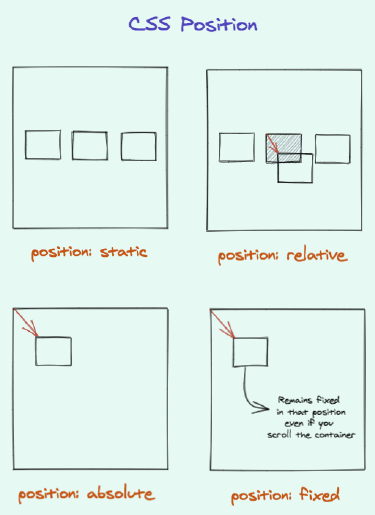 CSS Position
position: static
position: relative
Remains fixed
in that position
even if you
scroll the container
position: absolute
position: fixed